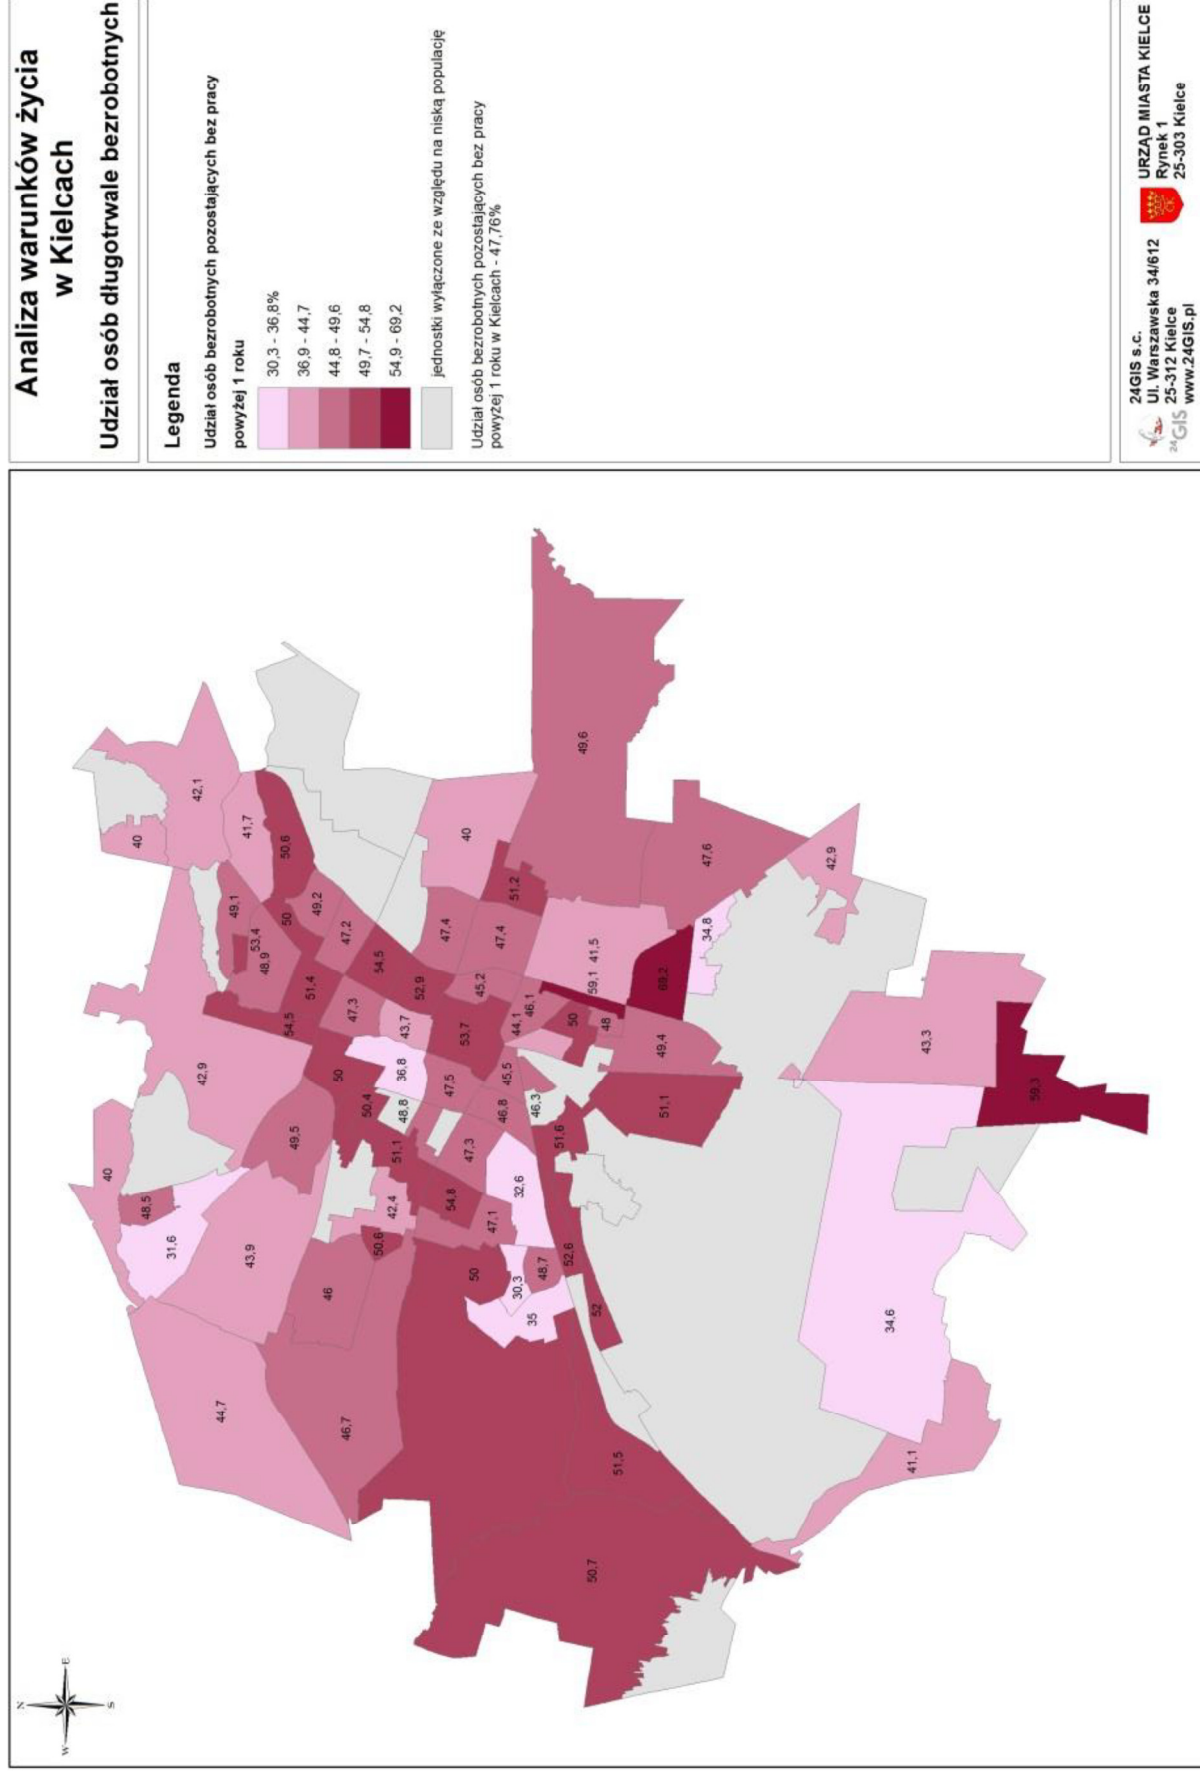 Analiza warunków życia
w Kielcach
Udział osób długotrwale bezrobotnych
Legenda
Udział osób bezrobotnych pozostających bez pracy
powyżej 1 roku
30,3 - 36,8%
36,9 - 44,7
44,8 - 49,6
49,7 - 54,8
54,9 - 69,2
jednostki wyłączone ze względu na niską populację
Udział osób bezrobotnych pozostających bez pracy
powyżej 1 roku w Kielcach - 47,76%
24GIS
24GIS s.c.
Ul. Warszawska 34/612
25-312 Kielce
www.24GIS.pl
CK
URZĄD MIASTA KIELCE
Rynek 1
25-303 Kielce
N
W
E
S
40
48,5
31,6
44,7
43,9
42,9
40
42,1
41,7
49,1
53,4
48,9
50
50,6
49,2
47,2
51,4
54,5
54,5
49,5
50
47,3
46
46,7
50,6
42,4
51,1
50,4
48,8
36,8
43,7
52,9
40
47,4
47,4
51,2
45,2
53,7
47,5
47,3
54,8
50
47,1
46,8
45,5
44,1
46,1
32,6
30,3
35
48,7
46,3
51,6
52,6
52
50
48
59,1
41,5
49,6
51,5
50,7
51,1
49,4
69,2
34,8
47,6
42,9
43,3
34,6
41,1
59,3